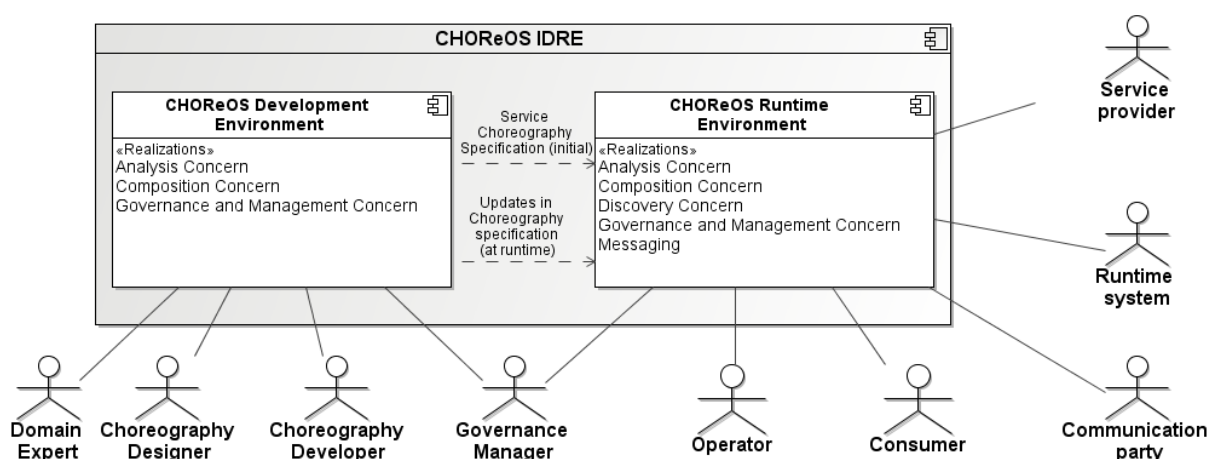 CHOReOS IDRE
CHOReOS Development
Environment
«Realizations»
Analysis Concern
Composition Concern
Governance and Management Concern
Service
Choreography
Specification (initial)
Updates in
Choreography
specification
(at runtime)
CHOReOS Runtime
Environment
«Realizations»
Analysis Concern
Composition Concern
Discovery Concern
Governance and Management Concern
Messaging
Service
provider
Runtime
system
Domain
Expert
Choreography
Designer
Choreography
Developer
Governance
Manager
Operator
Consumer
Communication
party